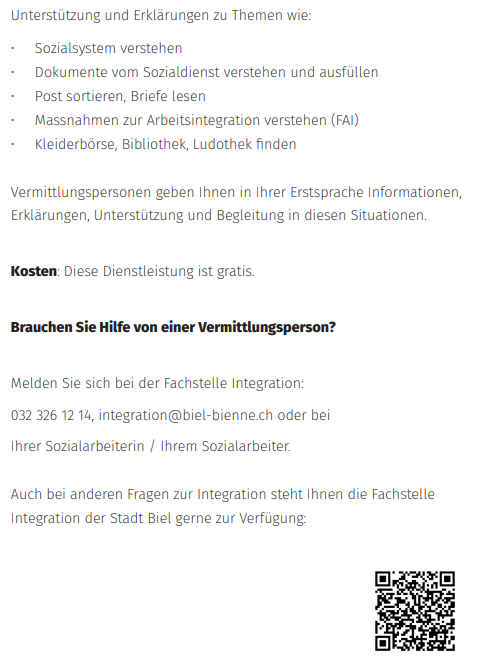 Unterstützung und Erklärungen zu Themen wie:
· Sozialsystem verstehen
· Dokumente vom Sozialdienst verstehen und ausfüllen
· Post sortieren, Briefe lesen
· Massnahmen zur Arbeitsintegration verstehen (FAI)
· Kleiderbörse, Bibliothek, Ludothek finden
Vermittlungspersonen geben Ihnen in Ihrer Erstsprache Informationen,
Erklärungen, Unterstützung und Begleitung in diesen Situationen.
Kosten: Diese Dienstleistung ist gratis.
Brauchen Sie Hilfe von einer Vermittlungsperson?
Melden Sie sich bei der Fachstelle Integration:
032 326 12 14, integration@biel-bienne.ch oder bei
Ihrer Sozialarbeiterin / Ihrem Sozialarbeiter.
Auch bei anderen Fragen zur Integration steht Ihnen die Fachstelle
Integration der Stadt Biel gerne zur Verfügung: